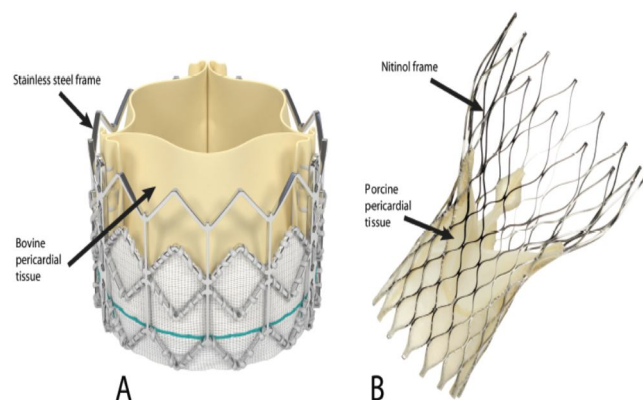 Stainless steel frame
Bovine
pericardial
tissue
A
Nitinol frame
Porcine
pericardial
tissue
B